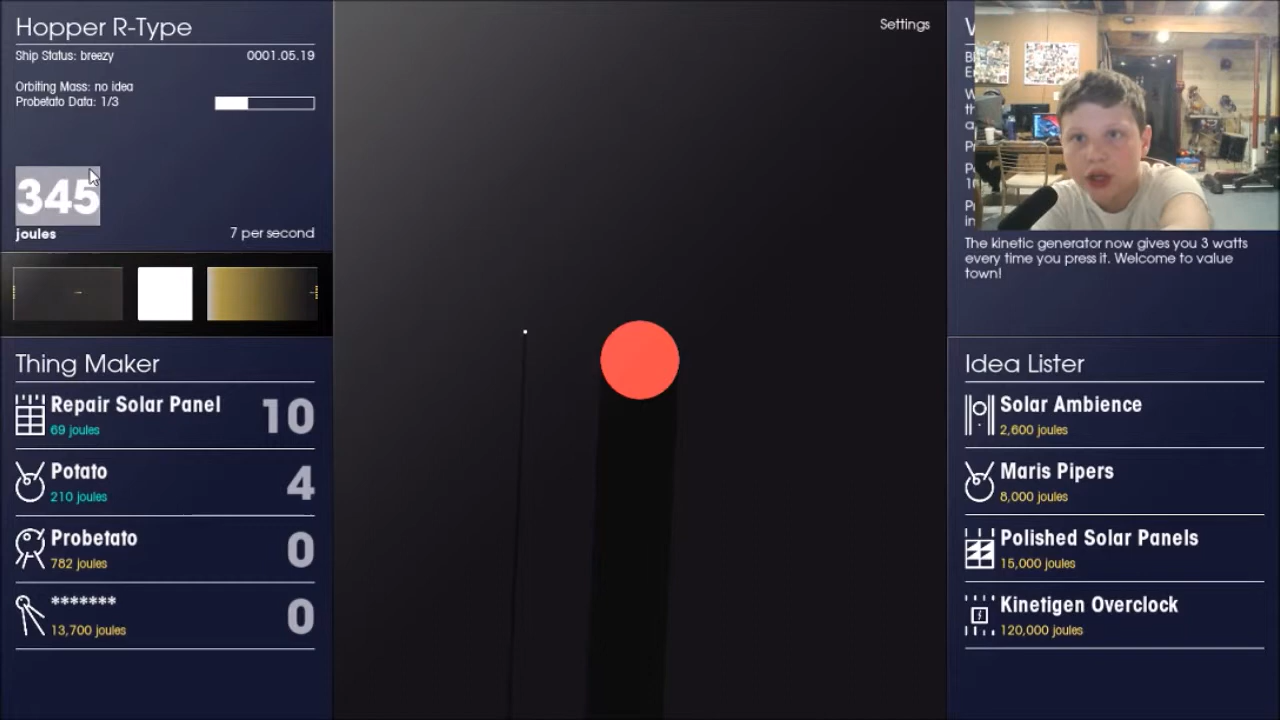 Hopper R-Type
Ship Status: breezy
0001.05.19
Orbiting Mass: no idea
Probetato Data: 1/3
345
joules
7 per second
Thing Maker
Repair Solar Panel
69 joules
10
Potato
210 joules
4
Probetato
782 joules
0
*******
13,700 joules
0
Settings
The kinetic generator now gives you 3 watts
every time you press it. Welcome to value
town!
Idea Lister
Solar Ambience
2,600 joules
Maris Pipers
8,000 joules
Polished Solar Panels
15,000 joules
Kinetigen Overclock
120,000 joules